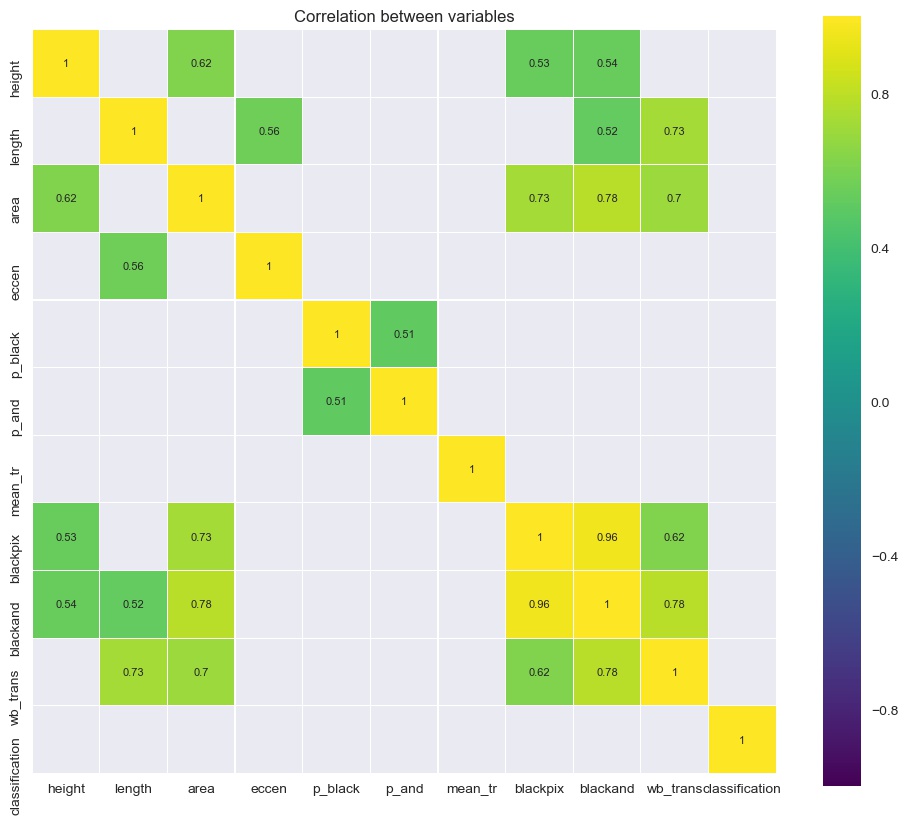 Correlation between variables
height 1 0.62 0.53 0.54
length 1 0.56 0.52 0.73
area 0.62 1 0.73 0.78 0.7
eccen 0.56 1
p_black 1 0.51
p_and 0.51 1
mean_tr 1
blackpix 0.53 0.73 1 0.96 0.62
blackand 0.54 0.52 0.78 0.96 1 0.78
wb_trans 0.73 0.7 0.62 0.78 1
classification 1
height length area eccen p_black p_and mean_tr blackpix blackand wb_trans classification
0.8
0.4
0.0
−0.4
−0.8